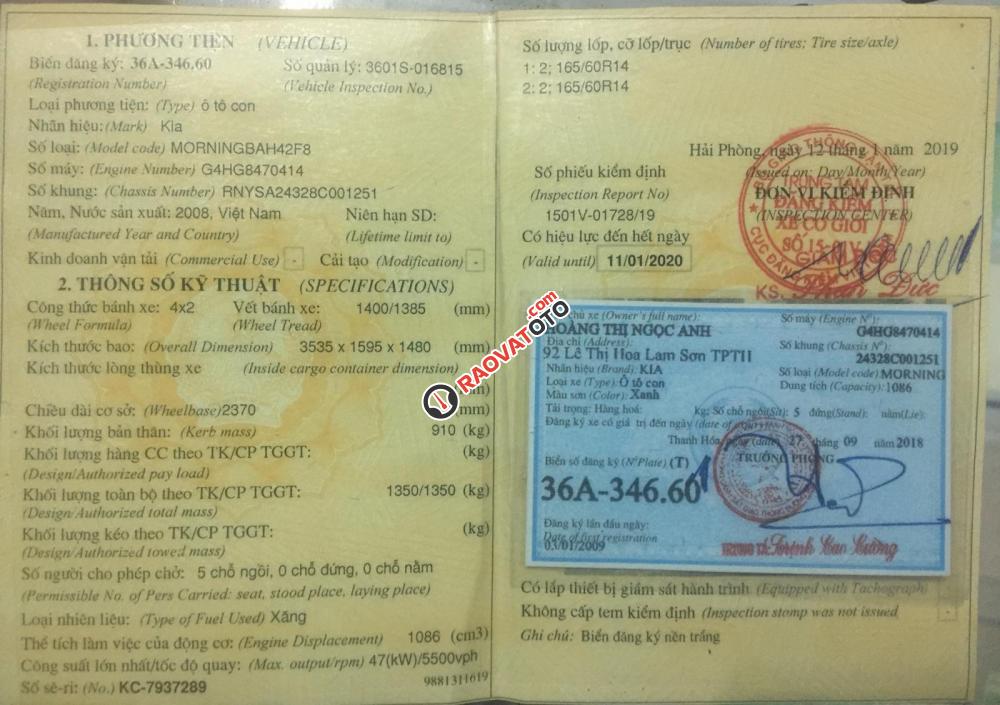 1. PHƯƠNG TIỆN (VEHICLE)
Biển đăng ký: 36A-346.60 Số quản lý: 3601S-016815
(Registration Number) (Vehicle Inspection No.)
Loại phương tiện: (Type) ô tô con
Nhãn hiệu: (Mark) Kia
Số loại: (Model code) MORNINGBAH42F8
Số máy: (Engine Number) G4HG8470414
Số khung: (Chassis Number) RNYSA24328C001251
Năm, Nước sản xuất: 2008, Việt Nam Niên hạn SD:
(Manufactured Year and Country) (Lifetime limit to)
Kinh doanh vận tải (Commercial Use) - Cải tạo (Modification) -
2. THÔNG SỐ KỸ THUẬT (SPECIFICATIONS)
Công thức bánh xe: 4x2 Vết bánh xe: 1400/1385 (mm)
(Wheel Formula) (Wheel Tread)
Kích thước bao: (Overall Dimension) 3535 x 1595 x 1480 (mm)
Kích thước lòng thùng xe (Inside cargo container dimension)
(mm)
Chiều dài cơ sở: (Wheelbase) 2370 (mm)
Khối lượng bản thân: (Kerb mass) 910 (kg)
Khối lượng hàng CC theo TK/CP TGGT: (kg)
(Design/Authorized pay load)
Khối lượng toàn bộ theo TK/CP TGGT: 1350/1350 (kg)
(Design/Authorized total mass)
Khối lượng kéo theo TK/CP TGGT: (kg)
(Design/Authorized towed mass)
Số người cho phép chở: 5 chỗ ngồi, 0 chỗ đứng, 0 chỗ nằm
(Permissible No. of Pers Carried: seat, stood place, laying place)
Loại nhiên liệu: (Type of Fuel Used) Xăng
Thể tích làm việc của động cơ: (Engine Displacement) 1086 (cm3)
Công suất lớn nhất/tốc độ quay: (Max. output/rpm) 47(kW)/5500vph
Số sê-ri: (No.) KC-7937289 9881311619
Số lượng lốp, cỡ lốp/trục (Number of tires: Tire size/axle)
1: 2; 165/60R14
2: 2; 165/60R14
Hải Phòng, ngày 12 tháng 1 năm 2019
(Issued on: Day/Month/Year)
Số phiếu kiểm định ĐƠN VỊ KIỂM ĐỊNH
(Inspection Report No) (INSPECTION CENTER)
1501V-01728/19
Có hiệu lực đến hết ngày
(Valid until) 11/01/2020
TRUNG TÂM
ĐĂNG KIỂM
XE CƠ GIỚI
KS. Đức
Chủ xe (Owner's full name): Số máy (Engine Nº):
HOÀNG THỊ NGỌC ANH G4HG8470414
Địa chỉ (Address): Số khung (Chassis Nº):
92 Lê Thị Hoa Lam Sơn TPTH 24328C001251
Nhãn hiệu (Brand): KIA Số loại (Model code): MORNING
Loại xe (Type): Ô tô con Dung tích (Capacity): 1086
Màu sơn (Color): Xanh
Tải trọng: Hàng hoá: kg: Số chỗ ngồi(Sit): 5 đứng(Stand): nằm(Lie):
Đăng ký xe có giá trị đến ngày (date of
Thanh Hóa, ngày (date) 27 tháng 09 năm 2018
Biển số đăng ký (Nº Plate) (T) TRƯỞNG PHÒNG
36A-346.60
Đăng ký lần đầu ngày:
Date of first registration
03/01/2009
Trịnh Cao Cường
Có lắp thiết bị giám sát hành trình (Equipped with Tachograph)
Không cấp tem kiểm định (Inspection stomp was not issued
Ghi chú: Biển đăng ký nền trắng
RAOVATOTO.com